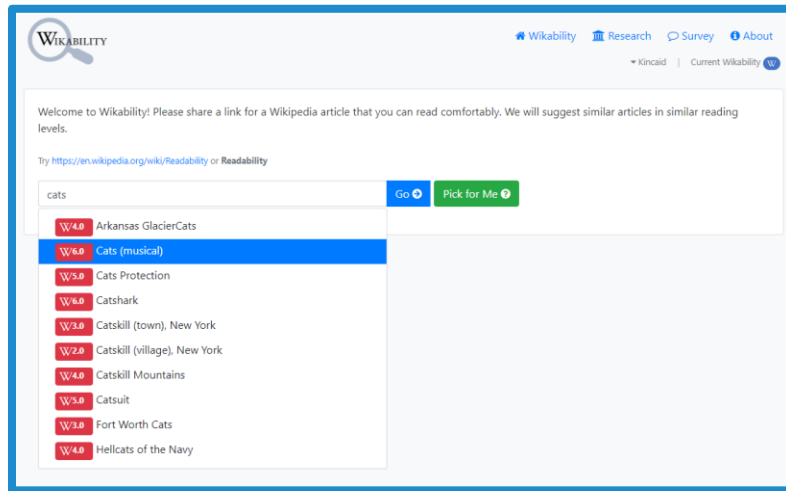 WIKABILITY
Wikability Research Survey About
Kincaid | Current Wikability W
Welcome to Wikability! Please share a link for a Wikipedia article that you can read comfortably. We will suggest similar articles in similar reading
levels.
Try https://en.wikipedia.org/wiki/Readability or Readability
cats Go Pick for Me
W4.0 Arkansas GlacierCats
W6.0 Cats (musical)
W5.0 Cats Protection
W6.0 Catshark
W3.0 Catskill (town), New York
W2.0 Catskill (village), New York
W4.0 Catskill Mountains
W5.0 Catsuit
W3.0 Fort Worth Cats
W4.0 Hellcats of the Navy